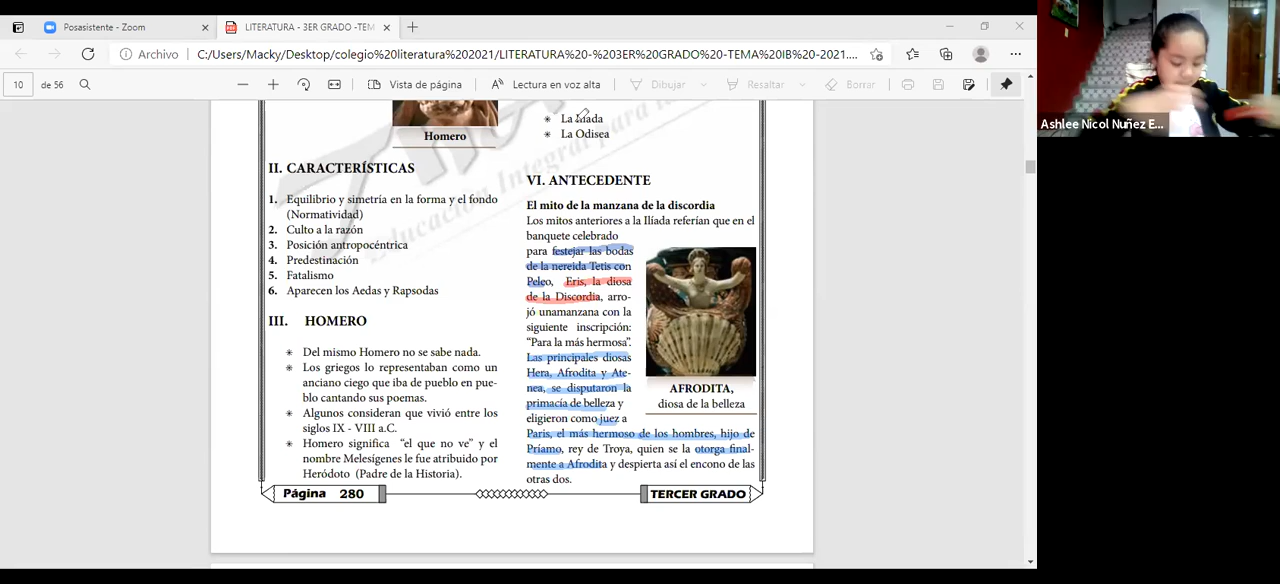 Posasistente - Zoom
LITERATURA - 3ER GRADO -TEM
Archivo
C:/Users/Macky/Desktop/colegio%20literatura%202021/LITERATURA%20-%203ER%20GRADO%20-TEMA%20IB%20-2021....
10 de 56
Vista de página
Lectura en voz alta
Dibujar
Resaltar
Borrar
Ashlee Nicol Nuñez E...
Educación Integral para
Homero
II. CARACTERÍSTICAS
1. Equilibrio y simetría en la forma y el fondo
(Normatividad)
2. Culto a la razón
3. Posición antropocéntrica
4. Predestinación
5. Fatalismo
6. Aparecen los Aedas y Rapsodas
III. HOMERO
✳ Del mismo Homero no se sabe nada.
✳ Los griegos lo representaban como un
anciano ciego que iba de pueblo en pue-
blo cantando sus poemas.
✳ Algunos consideran que vivió entre los
siglos IX - VIII a.C.
✳ Homero significa “el que no ve” y el
nombre Melesígenes le fue atribuido por
Heródoto (Padre de la Historia).
✳ La Ilíada
✳ La Odisea
VI. ANTECEDENTE
El mito de la manzana de la discordia
Los mitos anteriores a la Ilíada referían que en el
banquete celebrado
para festejar las bodas
de la nereida Tetis con
Peleo, Eris, la diosa
de la Discordia, arro-
jó unamanzana con la
siguiente inscripción:
“Para la más hermosa”.
Las principales diosas
Hera, Afrodita y Ate-
nea, se disputaron la
primacía de belleza y
eligieron como juez a
Paris, el más hermoso de los hombres, hijo de
Príamo, rey de Troya, quien se la otorga final-
mente a Afrodita y despierta así el encono de las
otras dos.
AFRODITA,
diosa de la belleza
Página 280
TERCER GRADO